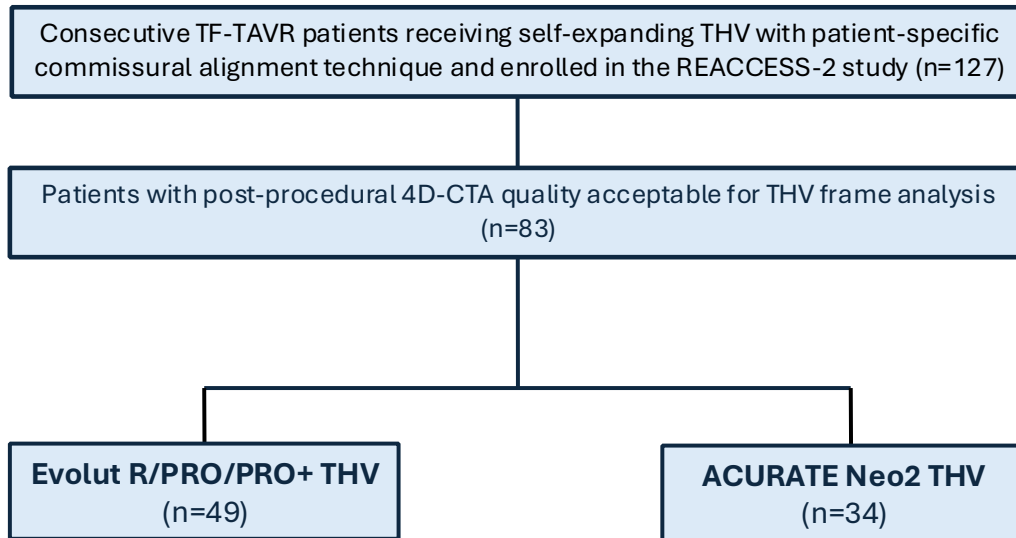 Consecutive TF-TAVR patients receiving self-expanding THV with patient-specific
commissural alignment technique and enrolled in the REACCESS-2 study (n=127)
Patients with post-procedural 4D-CTA quality acceptable for THV frame analysis
(n=83)
Evolut R/PRO/PRO+ THV
(n=49)
ACURATE Neo2 THV
(n=34)